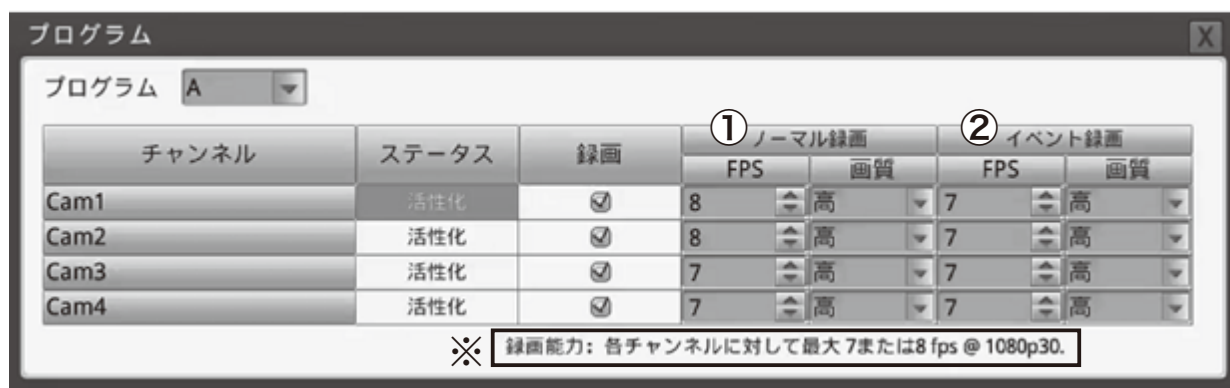 プログラム X
プログラム A
チャンネル ステータス 録画 ①ノーマル録画 ②イベント録画
FPS 画質 FPS 画質
Cam1 活性化 8 高 7 高
Cam2 活性化 8 高 7 高
Cam3 活性化 7 高 7 高
Cam4 活性化 7 高 7 高
※ 録画能力: 各チャンネルに対して最大 7または8 fps @ 1080p30.